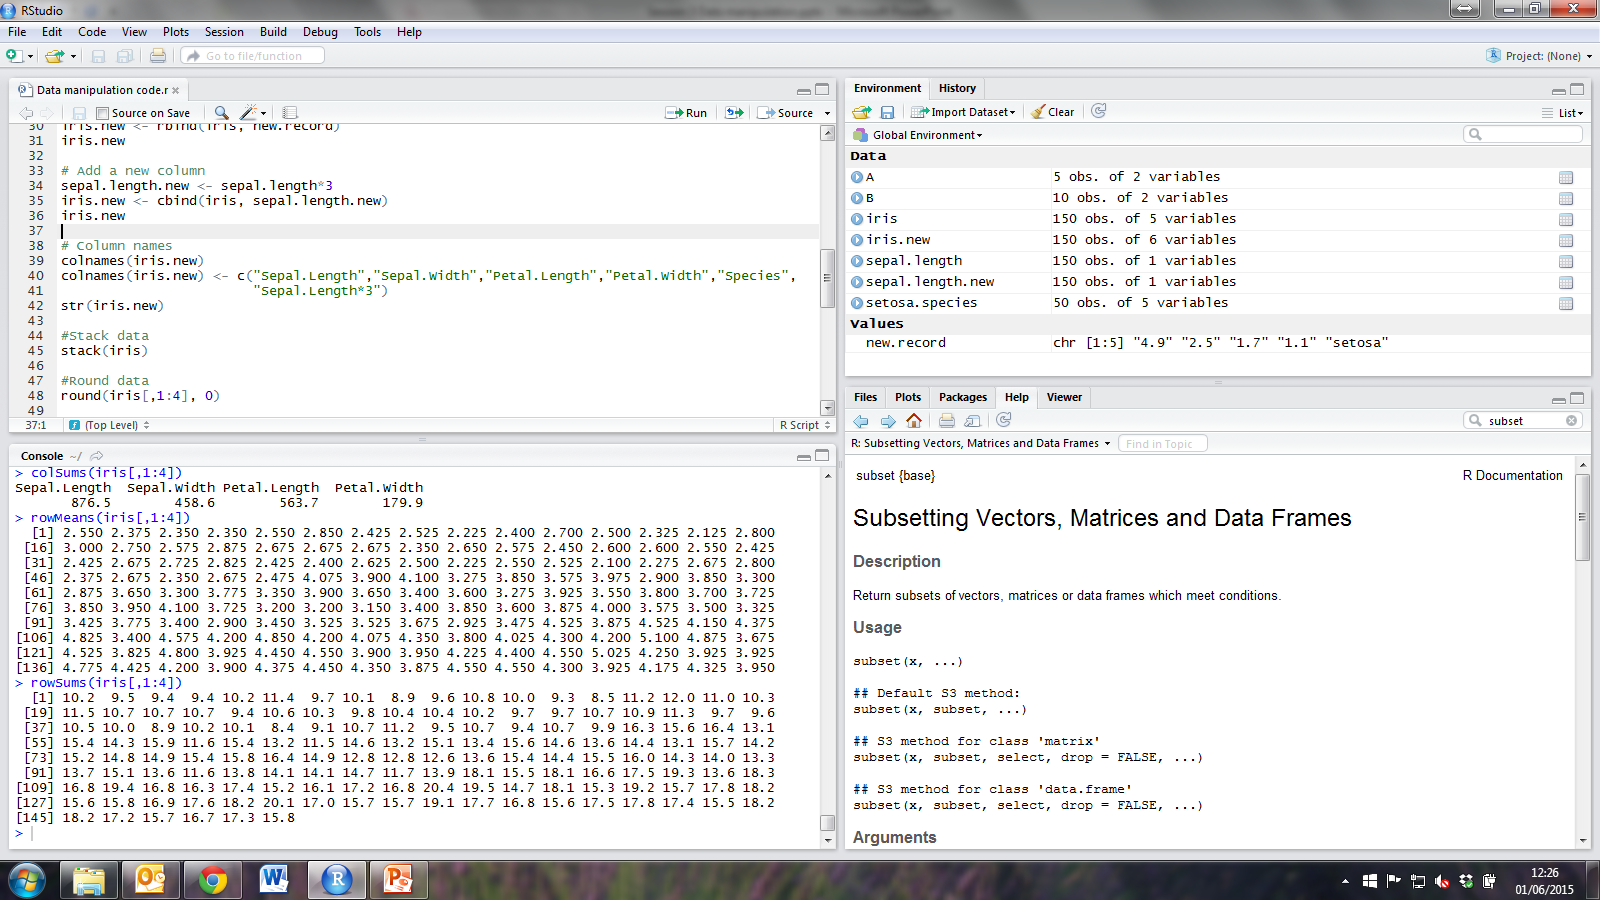 RStudio
File Edit Code View Plots Session Build Debug Tools Help
Go to file/function
Project: (None)
Data manipulation code.r
Source on Save
Run
Source
30 iris.new <- rbind(iris, new.record)
31 iris.new
32
33 # Add a new column
34 sepal.length.new <- sepal.length*3
35 iris.new <- cbind(iris, sepal.length.new)
36 iris.new
37
38 # Column names
39 colnames(iris.new)
40 colnames(iris.new) <- c("Sepal.Length","Sepal.Width","Petal.Length","Petal.Width","Species",
41 "Sepal.Length*3")
42 str(iris.new)
43
44 #Stack data
45 stack(iris)
46
47 #Round data
48 round(iris[,1:4], 0)
49
37:1 (Top Level) R Script
Console ~/
> colSums(iris[,1:4])
Sepal.Length Sepal.Width Petal.Length Petal.Width
876.5 458.6 563.7 179.9
> rowMeans(iris[,1:4])
[1] 2.550 2.375 2.350 2.350 2.550 2.850 2.425 2.525 2.225 2.400 2.700 2.500 2.325 2.125 2.800
[16] 3.000 2.750 2.575 2.875 2.675 2.675 2.675 2.350 2.650 2.575 2.450 2.600 2.600 2.550 2.425
[31] 2.425 2.675 2.725 2.825 2.425 2.400 2.625 2.500 2.225 2.550 2.525 2.100 2.275 2.675 2.800
[46] 2.375 2.675 2.350 2.675 2.475 4.075 3.900 4.100 3.275 3.850 3.575 3.975 2.900 3.850 3.300
[61] 2.875 3.650 3.300 3.775 3.350 3.900 3.650 3.400 3.600 3.275 3.925 3.550 3.800 3.700 3.725
[76] 3.850 3.950 4.100 3.725 3.200 3.200 3.150 3.400 3.850 3.600 3.875 4.000 3.575 3.500 3.325
[91] 3.425 3.775 3.400 2.900 3.450 3.525 3.525 3.675 2.925 3.475 4.525 3.875 4.525 4.150 4.375
[106] 4.825 3.400 4.575 4.200 4.850 4.200 4.075 4.350 3.800 4.025 4.300 4.200 5.100 4.875 3.675
[121] 4.525 3.825 4.800 3.925 4.450 4.550 3.900 3.950 4.225 4.400 4.550 5.025 4.250 3.925 3.925
[136] 4.775 4.425 4.200 3.900 4.375 4.450 4.350 3.875 4.550 4.550 4.300 3.925 4.175 4.325 3.950
> rowSums(iris[,1:4])
[1] 10.2 9.5 9.4 9.4 10.2 11.4 9.7 10.1 8.9 9.6 10.8 10.0 9.3 8.5 11.2 12.0 11.0 10.3
[19] 11.5 10.7 10.7 10.7 9.4 10.6 10.3 9.8 10.4 10.4 10.2 9.7 9.7 10.7 10.9 11.3 9.7 9.6
[37] 10.5 10.0 8.9 10.2 10.1 8.4 9.1 10.7 11.2 9.5 10.7 9.4 10.7 9.9 16.3 15.6 16.4 13.1
[55] 15.4 14.3 15.9 11.6 15.4 13.2 11.5 14.6 13.2 15.1 13.4 15.6 14.6 13.6 14.4 13.1 15.7 14.2
[73] 15.2 14.8 14.9 15.4 15.8 16.4 14.9 12.8 12.8 12.6 13.6 15.4 14.4 15.5 16.0 14.3 14.0 13.3
[91] 13.7 15.1 13.6 11.6 13.8 14.1 14.1 14.7 11.7 13.9 18.1 15.5 18.1 16.6 17.5 19.3 13.6 18.3
[109] 16.8 19.4 16.8 16.3 17.4 15.2 16.1 17.2 16.8 20.4 19.5 14.7 18.1 15.3 19.2 15.7 17.8 18.2
[127] 15.6 15.8 16.9 17.6 18.2 20.1 17.0 15.7 15.7 19.1 17.7 16.8 15.6 17.5 17.8 17.4 15.5 18.2
[145] 18.2 17.2 15.7 16.7 17.3 15.8
>
Environment History
Import Dataset Clear List
Global Environment
Data
A 5 obs. of 2 variables
B 10 obs. of 2 variables
iris 150 obs. of 5 variables
iris.new 150 obs. of 6 variables
sepal.length 150 obs. of 1 variables
sepal.length.new 150 obs. of 1 variables
setosa.species 50 obs. of 5 variables
Values
new.record chr [1:5] "4.9" "2.5" "1.7" "1.1" "setosa"
Files Plots Packages Help Viewer
subset
R: Subsetting Vectors, Matrices and Data Frames Find in Topic
subset {base} R Documentation
Subsetting Vectors, Matrices and Data Frames
Description
Return subsets of vectors, matrices or data frames which meet conditions.
Usage
subset(x, ...)
## Default S3 method:
subset(x, subset, ...)
## S3 method for class 'matrix'
subset(x, subset, select, drop = FALSE, ...)
## S3 method for class 'data.frame'
subset(x, subset, select, drop = FALSE, ...)
Arguments
12:26
01/06/2015